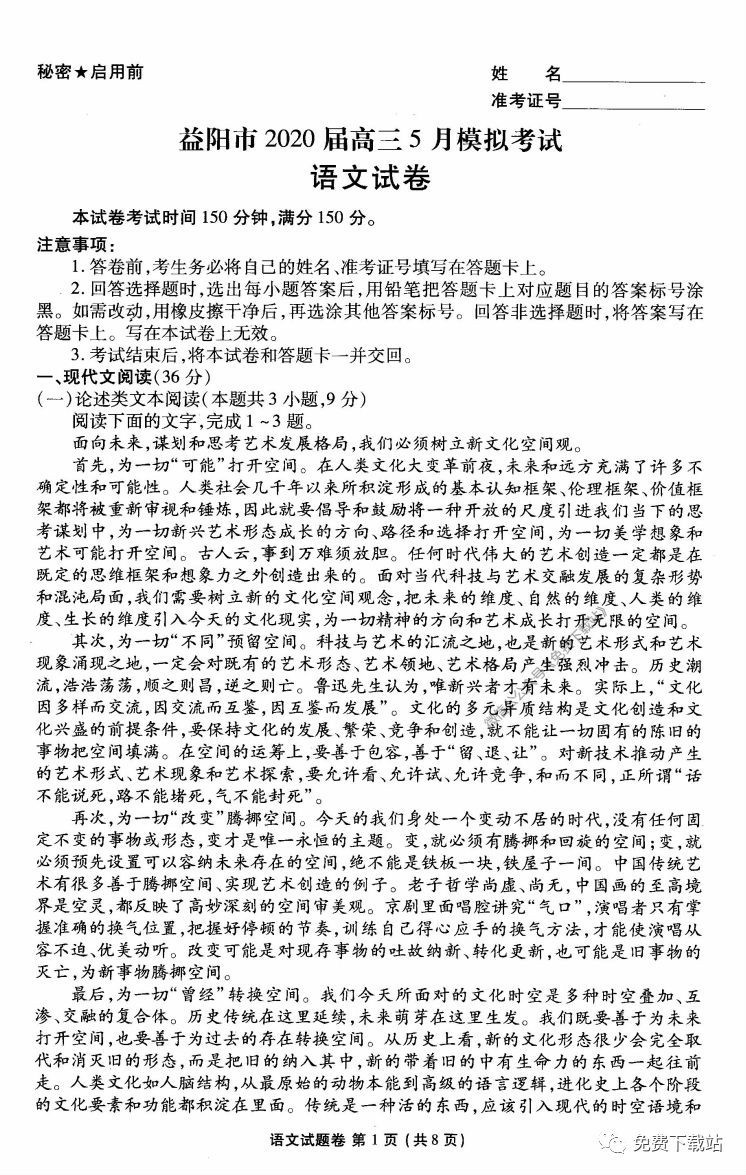 秘密★启用前
姓 名
准考证号
益阳市 2020 届高三 5 月模拟考试
语文试卷
本试卷考试时间 150 分钟,满分 150 分。
注意事项:
1. 答卷前,考生务必将自己的姓名、准考证号填写在答题卡上。
2. 回答选择题时,选出每小题答案后,用铅笔把答题卡上对应题目的答案标号涂
黑。如需改动,用橡皮擦干净后,再选涂其他答案标号。回答非选择题时,将答案写在
答题卡上。写在本试卷上无效。
3. 考试结束后,将本试卷和答题卡一并交回。
一、现代文阅读(36 分)
(一)论述类文本阅读(本题共 3 小题,9 分)
阅读下面的文字,完成 1 ~ 3 题。
面向未来,谋划和思考艺术发展格局,我们必须树立新文化空间观。
首先,为一切“可能”打开空间。在人类文化大变革前夜,未来和远方充满了许多不
确定性和可能性。人类社会几千年以来所积淀形成的基本认知框架、伦理框架、价值框
架都将被重新审视和锤炼,因此就要倡导和鼓励将一种开放的尺度引进我们当下的思
考谋划中,为一切新兴艺术形态成长的方向、路径和选择打开空间,为一切美学想象和
艺术可能打开空间。古人云,事到万难须放胆。任何时代伟大的艺术创造一定都是在
既定的思维框架和想象力之外创造出来的。面对当代科技与艺术交融发展的复杂形势
和混沌局面,我们需要树立新的文化空间观念,把未来的维度、自然的维度、人类的维
度、生长的维度引入今天的文化现实,为一切精神的方向和艺术成长打开无限的空间。
其次,为一切“不同”预留空间。科技与艺术的汇流之地,也是新的艺术形式和艺术
现象涌现之地,一定会对既有的艺术形态、艺术领地、艺术格局产生强烈冲击。历史潮
流,浩浩荡荡,顺之则昌,逆之则亡。鲁迅先生认为,唯新兴者才有未来。实际上,“文化
因多样而交流,因交流而互鉴,因互鉴而发展”。文化的多元异质结构是文化创造和文
化兴盛的前提条件,要保持文化的发展、繁荣、竞争和创造,就不能让一切固有的陈旧的
事物把空间填满。在空间的运筹上,要善于包容,善于“留、退、让”。对新技术推动产生
的艺术形式、艺术现象和艺术探索,要允许看、允许试、允许竞争,和而不同,正所谓“话
不能说死,路不能堵死,气不能封死”。
再次,为一切“改变”腾挪空间。今天的我们身处一个变动不居的时代,没有任何固
定不变的事物或形态,变才是唯一永恒的主题。变,就必须有腾挪和回旋的空间;变,就
必须预先设置可以容纳未来存在的空间,绝不能是铁板一块,铁屋子一间。中国传统艺
术有很多善于腾挪空间、实现艺术创造的例子。老子哲学尚虚、尚无,中国画的至高境
界是空灵,都反映了高妙深刻的空间审美观。京剧里面唱腔讲究“气口”,演唱者只有掌
握准确的换气位置,把握好停顿的节奏,训练自己得心应手的换气方法,才能使演唱从
容不迫、优美动听。改变可能是对现存事物的吐故纳新、转化更新,也可能是旧事物的
灭亡,为新事物腾挪空间。
最后,为一切“曾经”转换空间。我们今天所面对的文化时空是多种时空叠加、互
渗、交融的复合体。历史传统在这里延续,未来萌芽在这里生发。我们既要善于为未来
打开空间,也要善于为过去的存在转换空间。从历史上看,新的文化形态很少会完全取
代和消灭旧的形态,而是把旧的纳入其中,新的带着旧的中有生命力的东西一起往前
走。人类文化如人脑结构,从最原始的动物本能到高级的语言逻辑,进化史上各个阶段
的文化要素和功能都积淀在里面。传统是一种活的东西,应该引入现代的时空语境和
语文试题卷 第 1 页 (共 8 页)
免费下载站